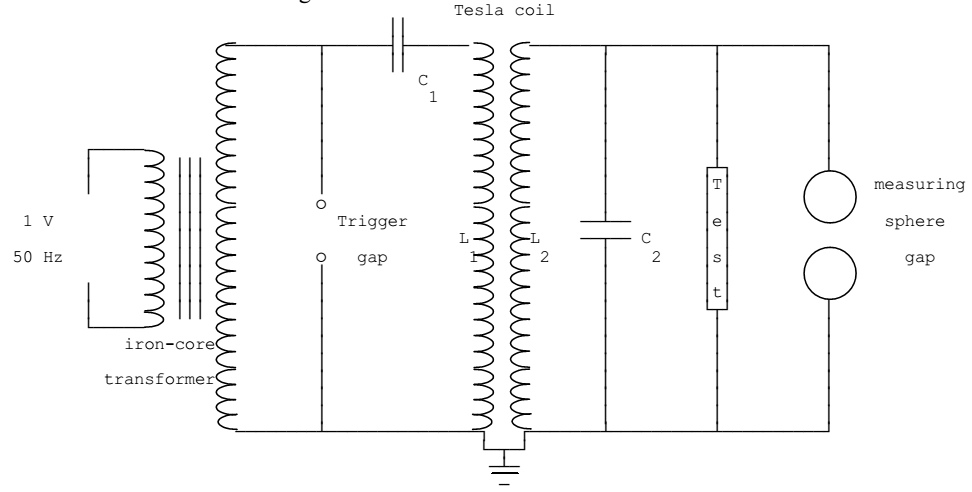 Tesla coil
C
1
T
e
s
t
measuring
sphere
gap
1 V
50 Hz
Trigger
gap
L
1
L
2
C
2
iron-core
transformer